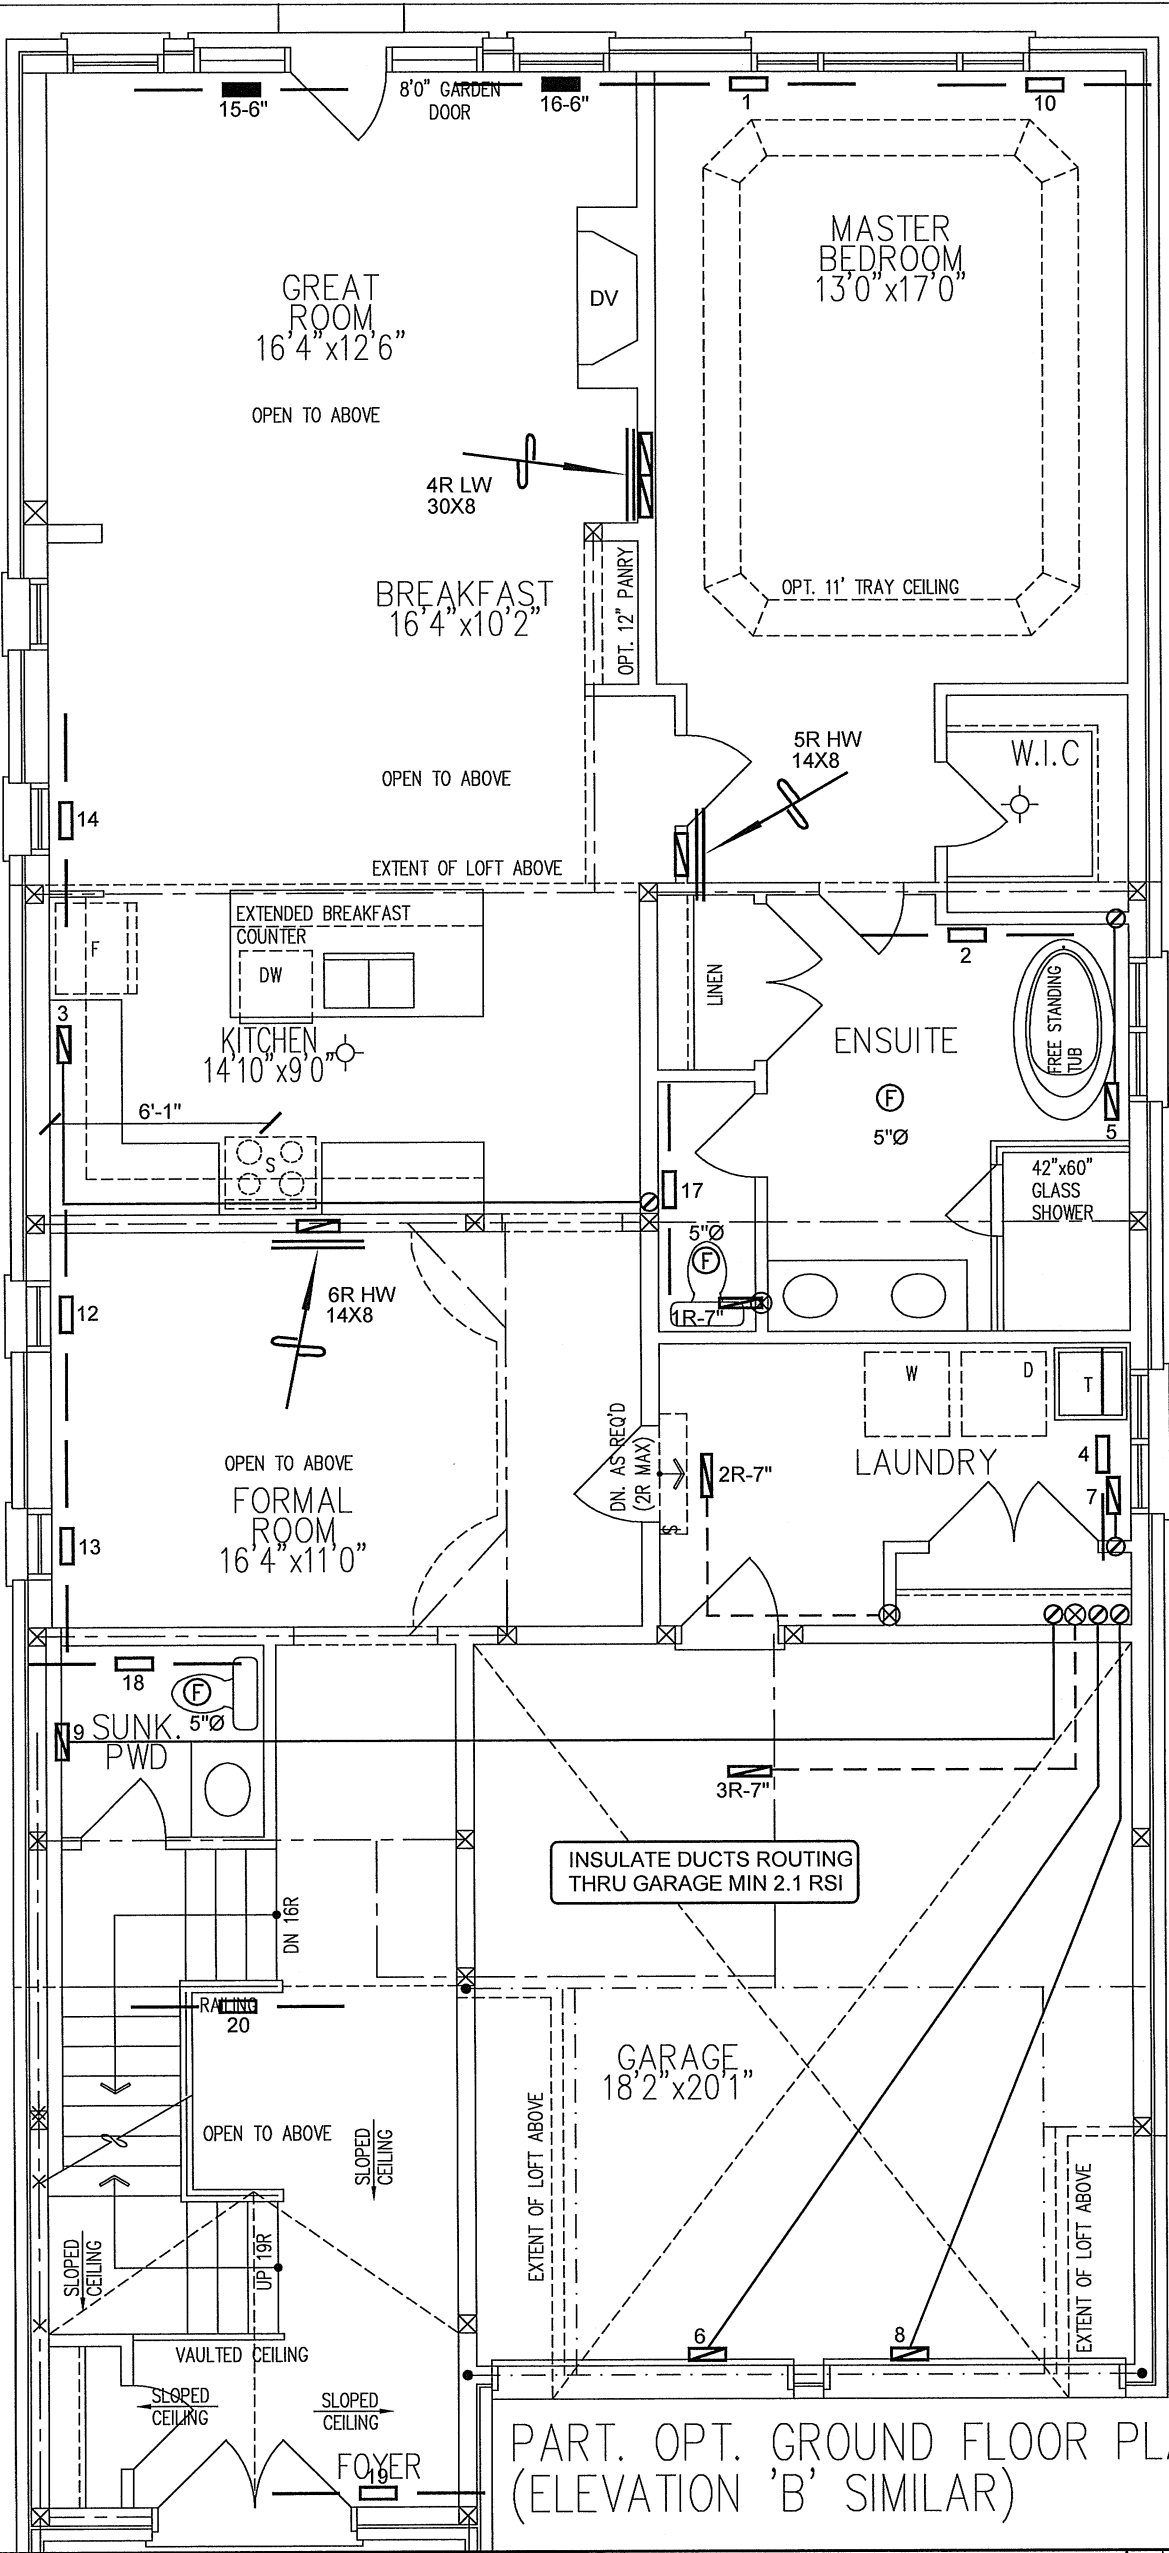 8'0" GARDEN
DOOR
15-6"
16-6"
1
10
GREAT
ROOM
16'4"x12'6"
OPEN TO ABOVE
DV
MASTER
BEDROOM
13'0"x17'0"
4R LW
30X8
BREAKFAST
16'4"x10'2"
OPT. 12" PANRY
OPT. 11' TRAY CEILING
5R HW
14X8
W.I.C
OPEN TO ABOVE
14
EXTENT OF LOFT ABOVE
EXTENDED BREAKFAST
COUNTER
F
DW
LINEN
2
FREE STANDING
TUB
3
KITCHEN
14'10"x9'0"
ENSUITE
F
5"Ø
5
6'-1"
S
17
42"x60"
GLASS
SHOWER
5"Ø
F
1R-7"
6R HW
14X8
12
W
D
T
DN. AS REQ'D
(2R MAX)
S
2R-7"
LAUNDRY
4
7
OPEN TO ABOVE
FORMAL
ROOM
16'4"x11'0"
13
18
F
5"Ø
9
SUNK.
PWD
3R-7"
INSULATE DUCTS ROUTING
THRU GARAGE MIN 2.1 RSI
DN 16R
RAILING
20
GARAGE
18'2"x20'1"
OPEN TO ABOVE
SLOPED
CEILING
EXTENT OF LOFT ABOVE
EXTENT OF LOFT ABOVE
SLOPED
CEILING
UP 19R
6
8
VAULTED CEILING
SLOPED
CEILING
SLOPED
CEILING
FOYER
19
PART. OPT. GROUND FLOOR
(ELEVATION 'B' SIMILAR)